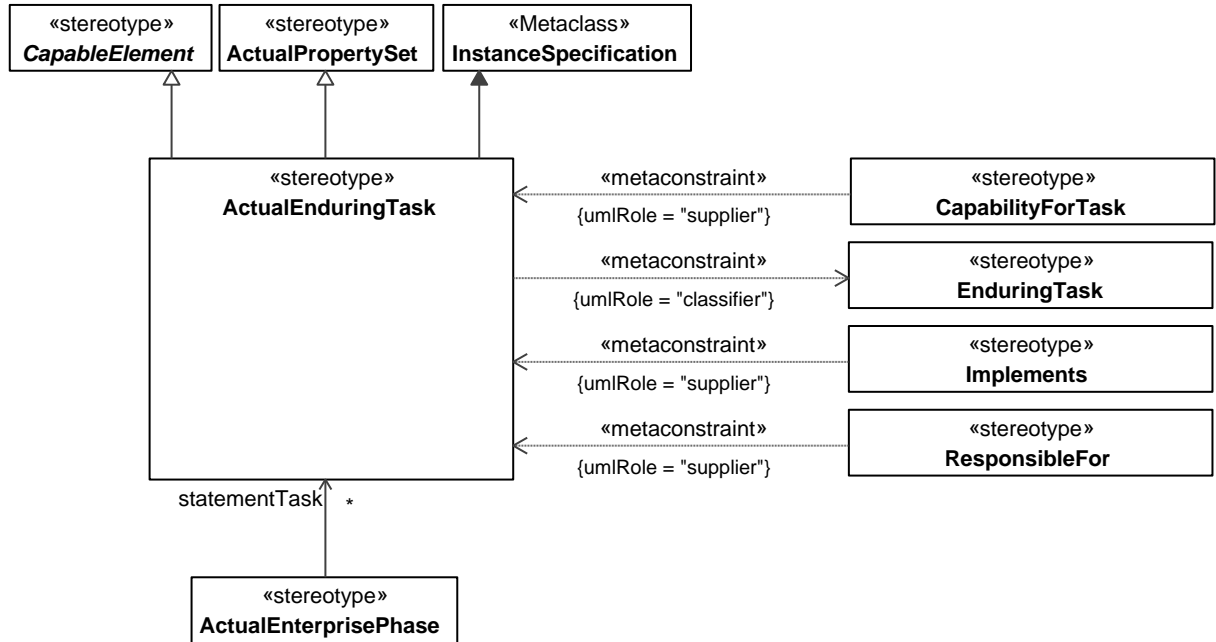 «stereotype»
CapableElement
«stereotype»
ActualPropertySet
«Metaclass»
InstanceSpecification
«stereotype»
ActualEnduringTask
«metaconstraint»
{umlRole = "supplier"}
«stereotype»
CapabilityForTask
«metaconstraint»
{umlRole = "classifier"}
«stereotype»
EnduringTask
«metaconstraint»
{umlRole = "supplier"}
«stereotype»
Implements
«metaconstraint»
{umlRole = "supplier"}
«stereotype»
ResponsibleFor
statementTask *
«stereotype»
ActualEnterprisePhase